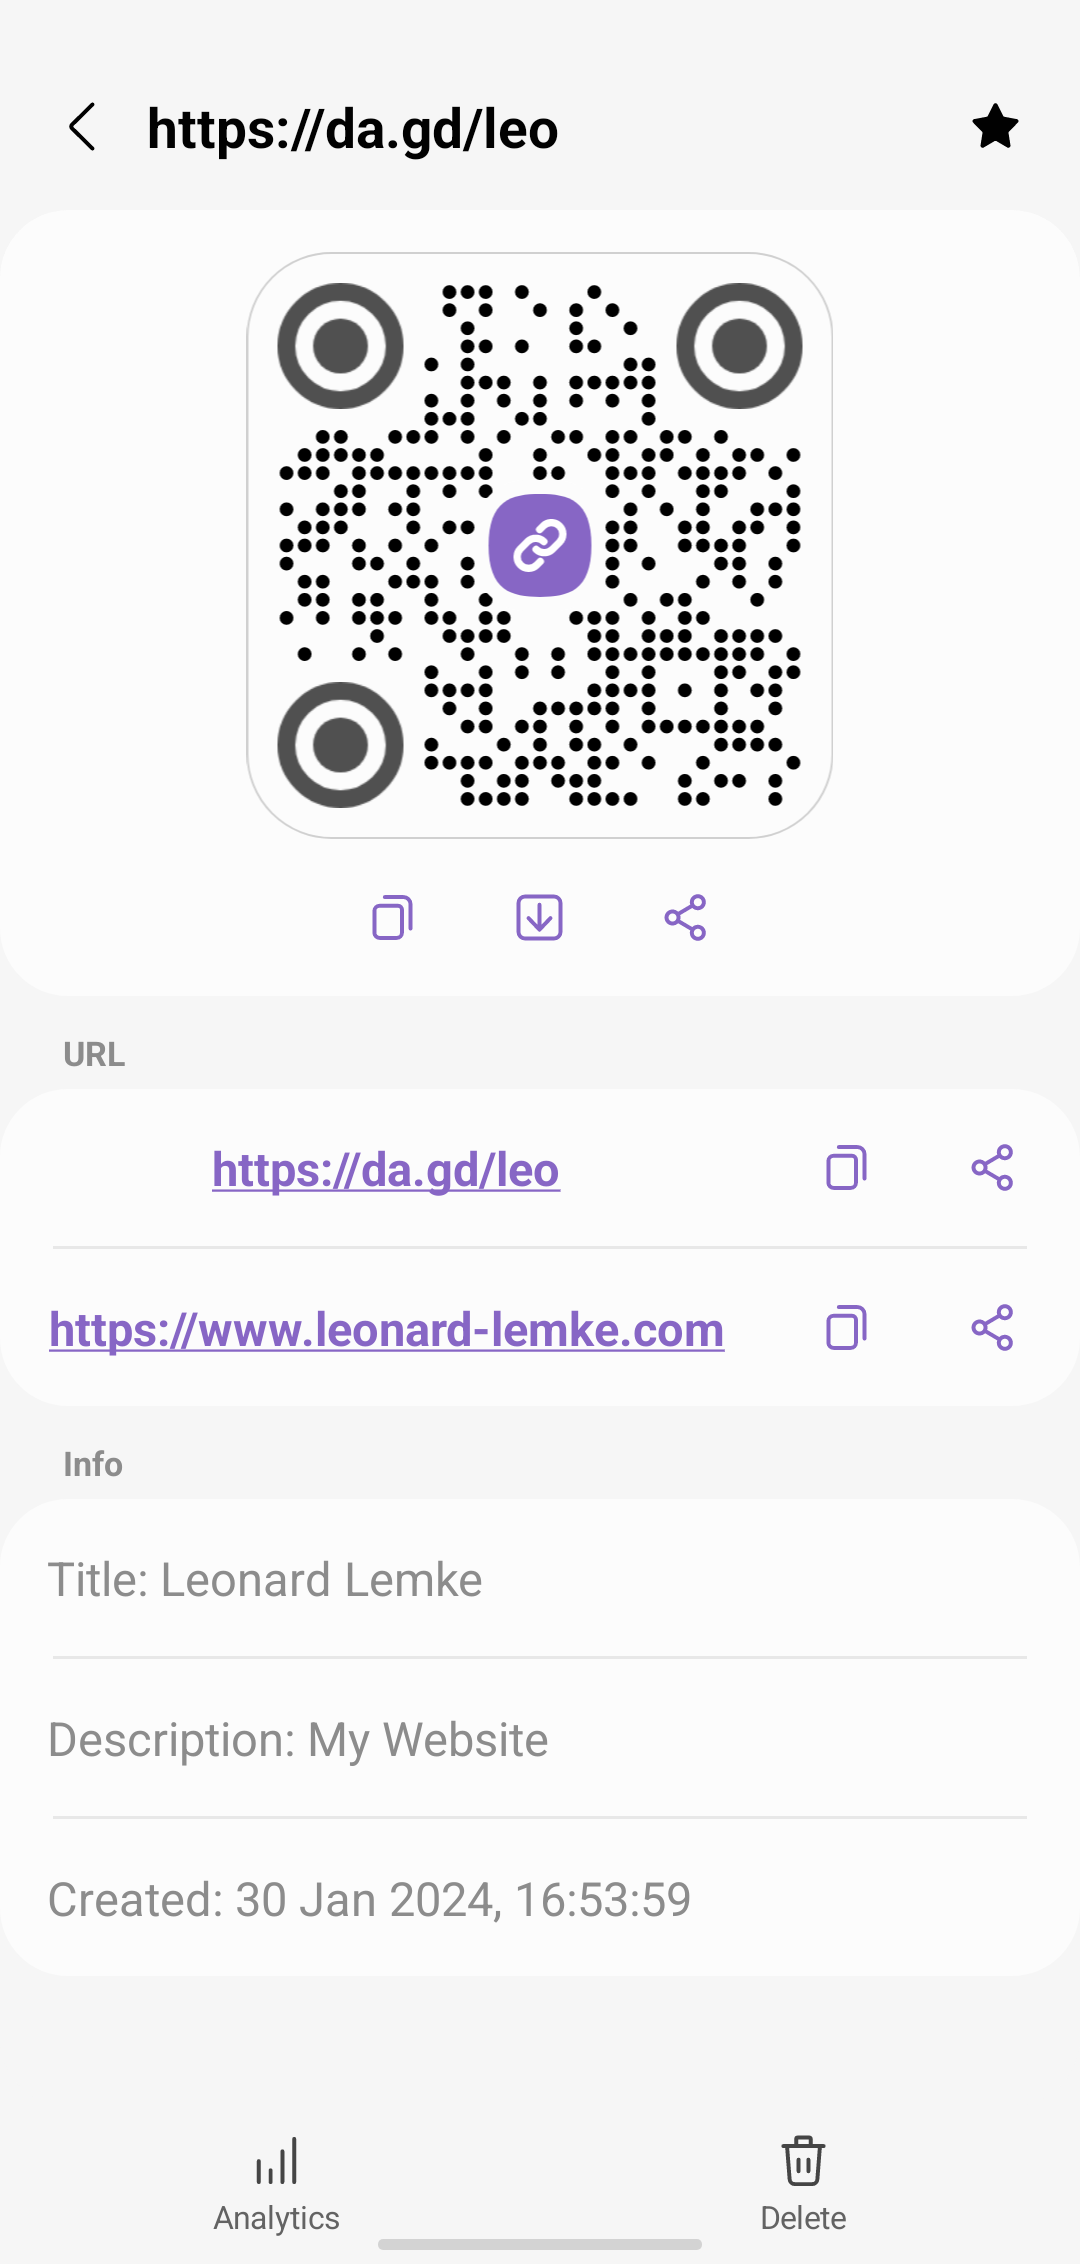 https://da.gd/leo
URL
https://da.gd/leo
https://www.leonard-lemke.com
Info
Title: Leonard Lemke
Description: My Website
Created: 30 Jan 2024, 16:53:59
Analytics
Delete